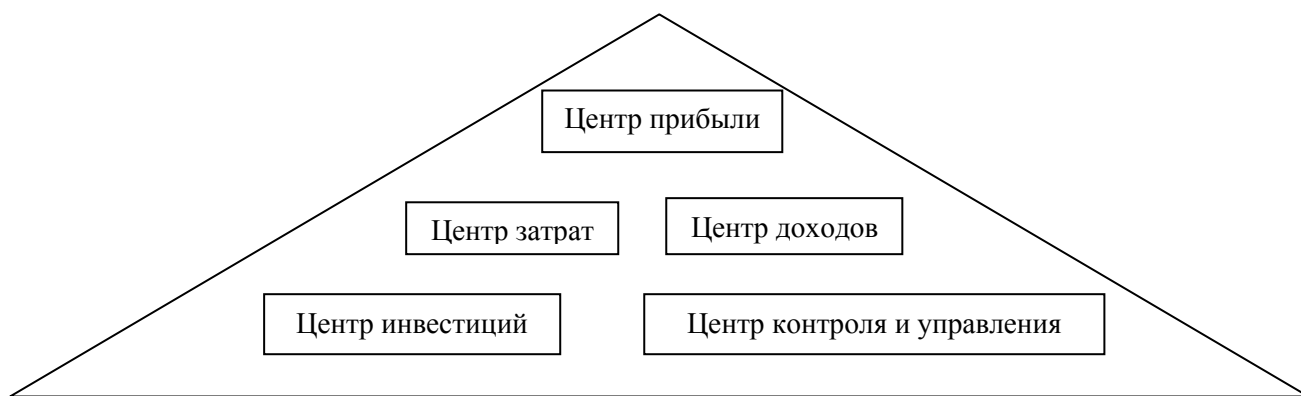 Центр прибыли
Центр затрат
Центр доходов
Центр инвестиций
Центр контроля и управления